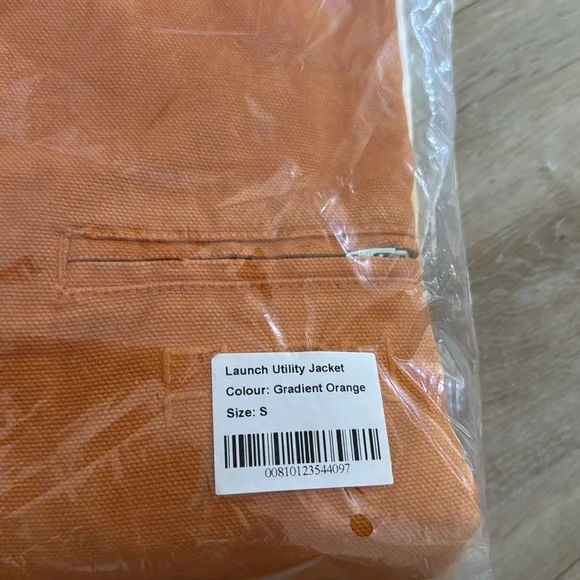 Launch Utility Jacket
Colour: Gradient Orange
Size: S
00810123544097